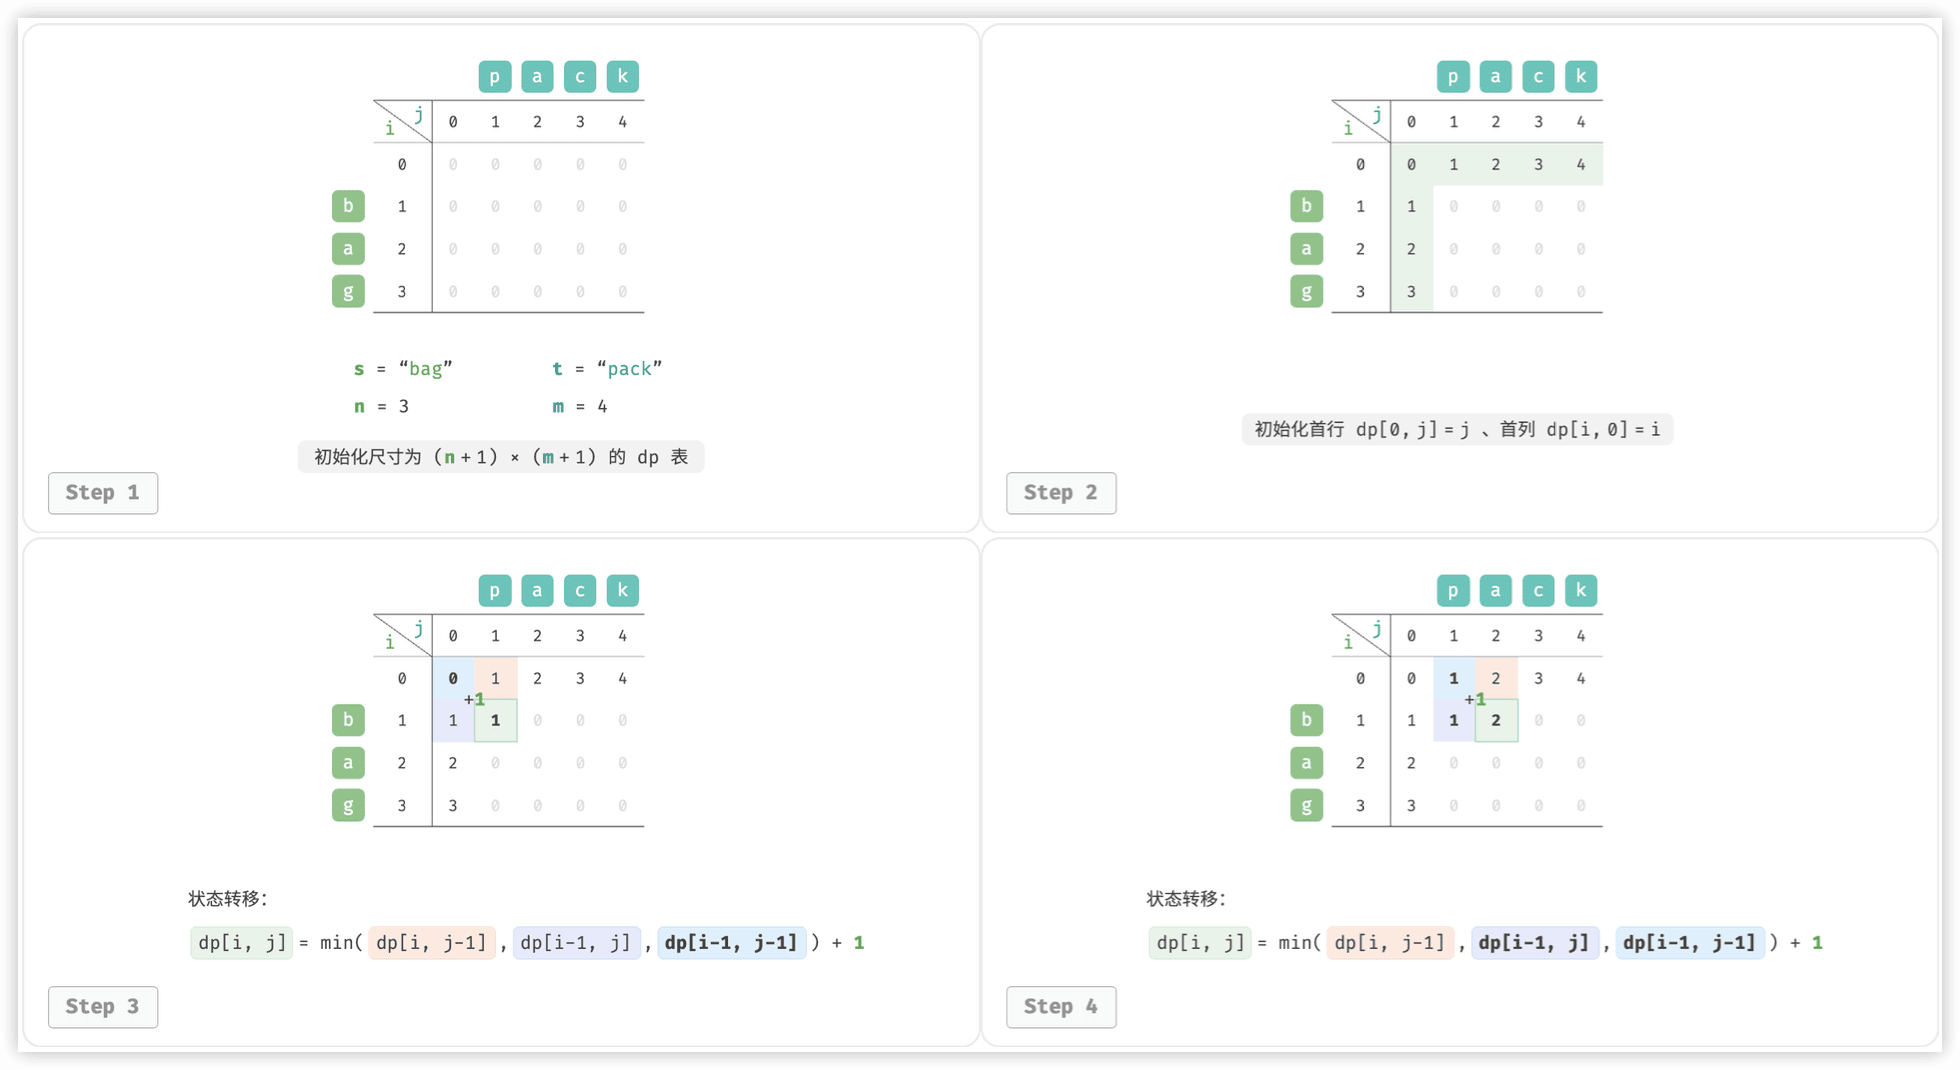 p a c k
j
i
0 1 2 3 4
0 0 0 0 0 0
b 1 0 0 0 0 0
a 2 0 0 0 0 0
g 3 0 0 0 0 0
s = “bag” t = “pack”
n = 3 m = 4
初始化尺寸为 (n+1) × (m+1) 的 dp 表
Step 1
p a c k
j
i
0 1 2 3 4
0 0 1 2 3 4
b 1 1 0 0 0 0
a 2 2 0 0 0 0
g 3 3 0 0 0 0
初始化首行 dp[0, j] = j 、首列 dp[i, 0] = i
Step 2
p a c k
j
i
0 1 2 3 4
0 0 1 2 3 4
+1
b 1 1 1 0 0 0
a 2 2 0 0 0 0
g 3 3 0 0 0 0
状态转移：
dp[i, j] = min( dp[i, j-1] , dp[i-1, j] , dp[i-1, j-1] ) + 1
Step 3
p a c k
j
i
0 1 2 3 4
0 0 1 2 3 4
+1
b 1 1 1 2 0 0
a 2 2 0 0 0 0
g 3 3 0 0 0 0
状态转移：
dp[i, j] = min( dp[i, j-1] , dp[i-1, j] , dp[i-1, j-1] ) + 1
Step 4